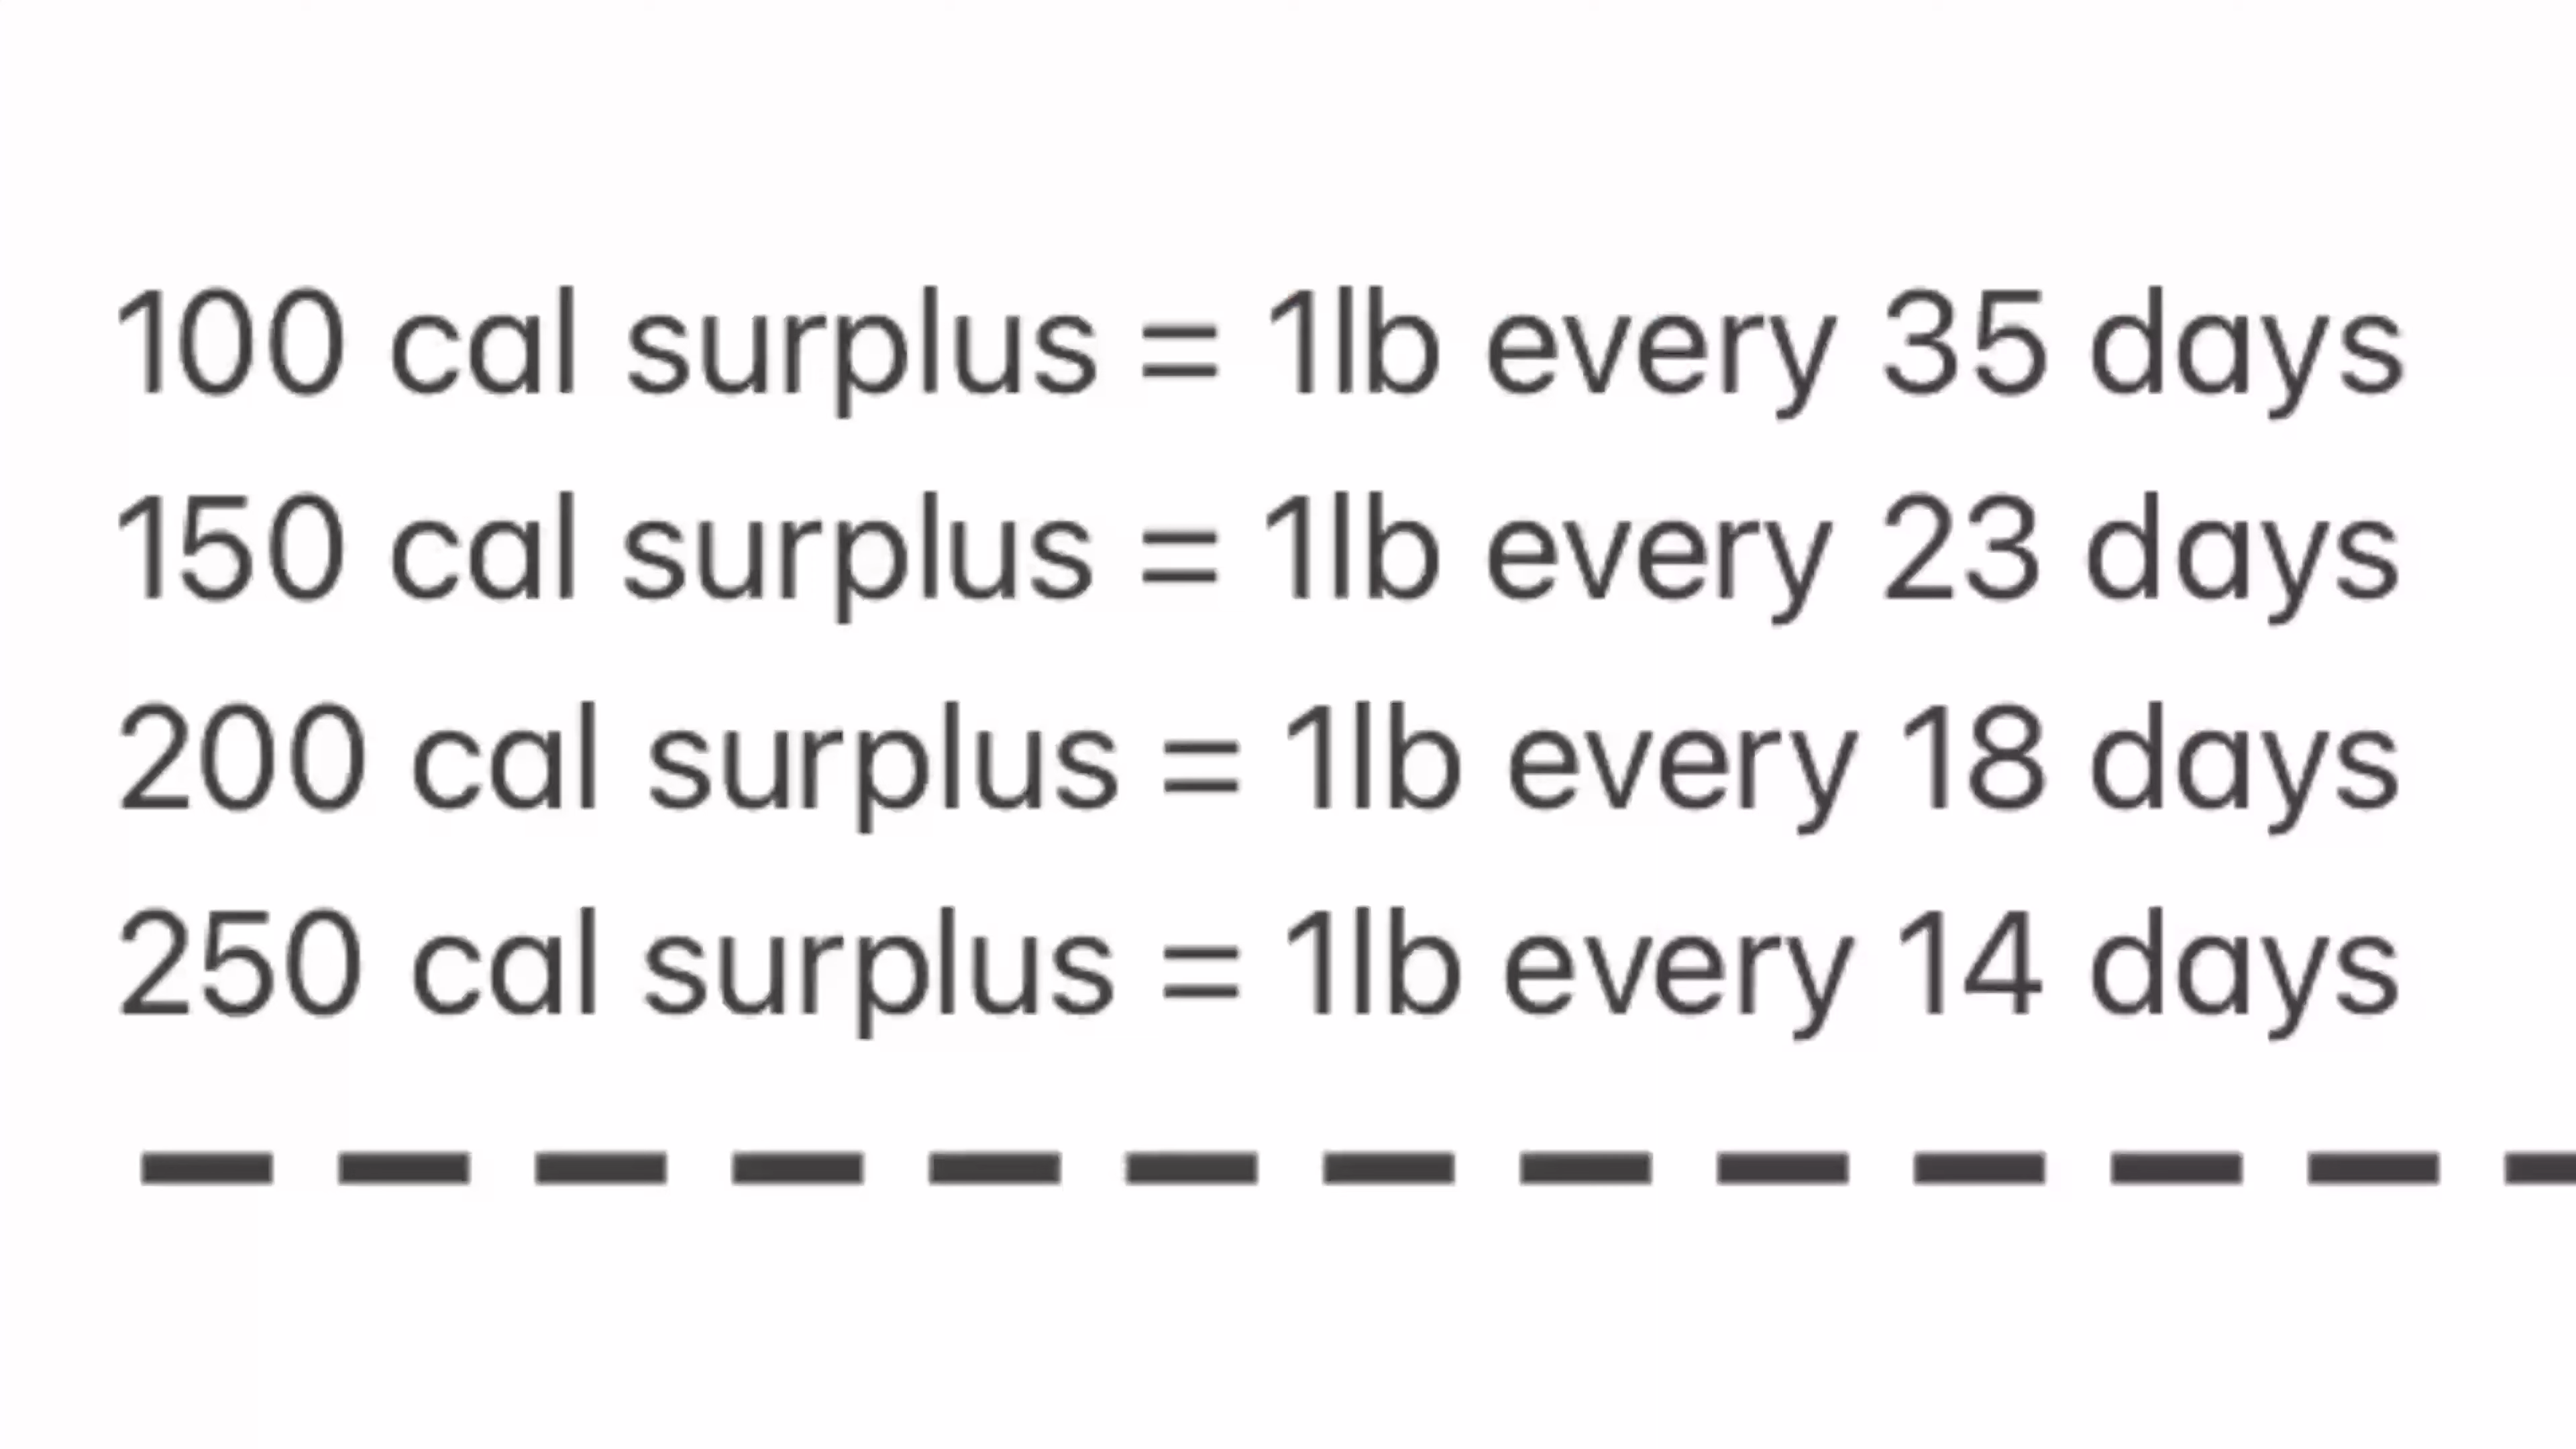 100 cal surplus = 1lb every 35 days
150 cal surplus = 1lb every 23 days
200 cal surplus = 1lb every 18 days
250 cal surplus = 1lb every 14 days